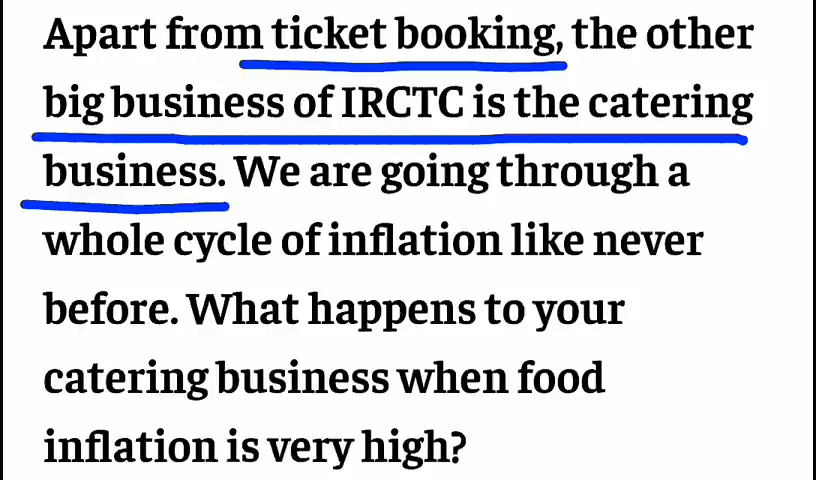 Apart from ticket booking, the other
big business of IRCTC is the catering
business. We are going through a
whole cycle of inflation like never
before. What happens to your
catering business when food
inflation is very high?